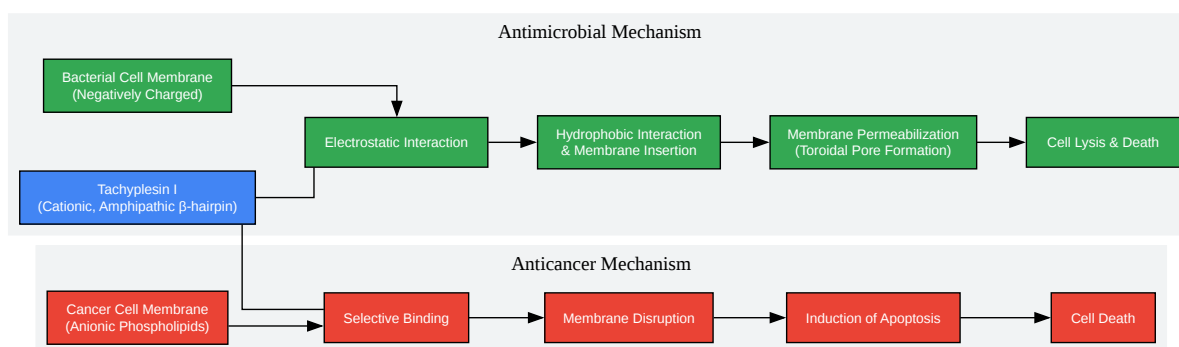 Antimicrobial Mechanism
Bacterial Cell Membrane
(Negatively Charged)
Electrostatic Interaction
Hydrophobic Interaction
& Membrane Insertion
Membrane Permeabilization
(Toroidal Pore Formation)
Cell Lysis & Death
Tachyplesin I
(Cationic, Amphipathic β-hairpin)
Anticancer Mechanism
Cancer Cell Membrane
(Anionic Phospholipids)
Selective Binding
Membrane Disruption
Induction of Apoptosis
Cell Death